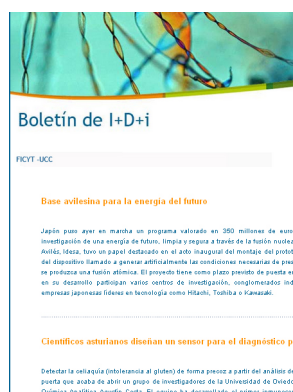 Boletín de I+D+i
FICYT -UCC
Base avilesina para la energía del futuro
Japón puso ayer en marcha un programa valorado en 350 millones de euro
investigación de una energía de futuro, limpia y segura a través de la fusión nuclea
Avilés, Idesa, tuvo un papel destacado en el acto inaugural del montaje del protot
del dispositivo llamado a generar artificialmente las condiciones necesarias de pres
se produzca una fusión atómica. El proyecto tiene como plazo previsto de puesta en
en su desarrollo participan varios centros de investigación, conglomerados ind
empresas japonesas líderes en tecnología como Hitachi, Toshiba o Kawasaki.
Científicos asturianos diseñan un sensor para el diagnóstico p
Detectar la celiaquía (intolerancia al gluten) de forma precoz a partir del análisis de
puerta que acaba de abrir un grupo de investigadores de la Universidad de Oviedo